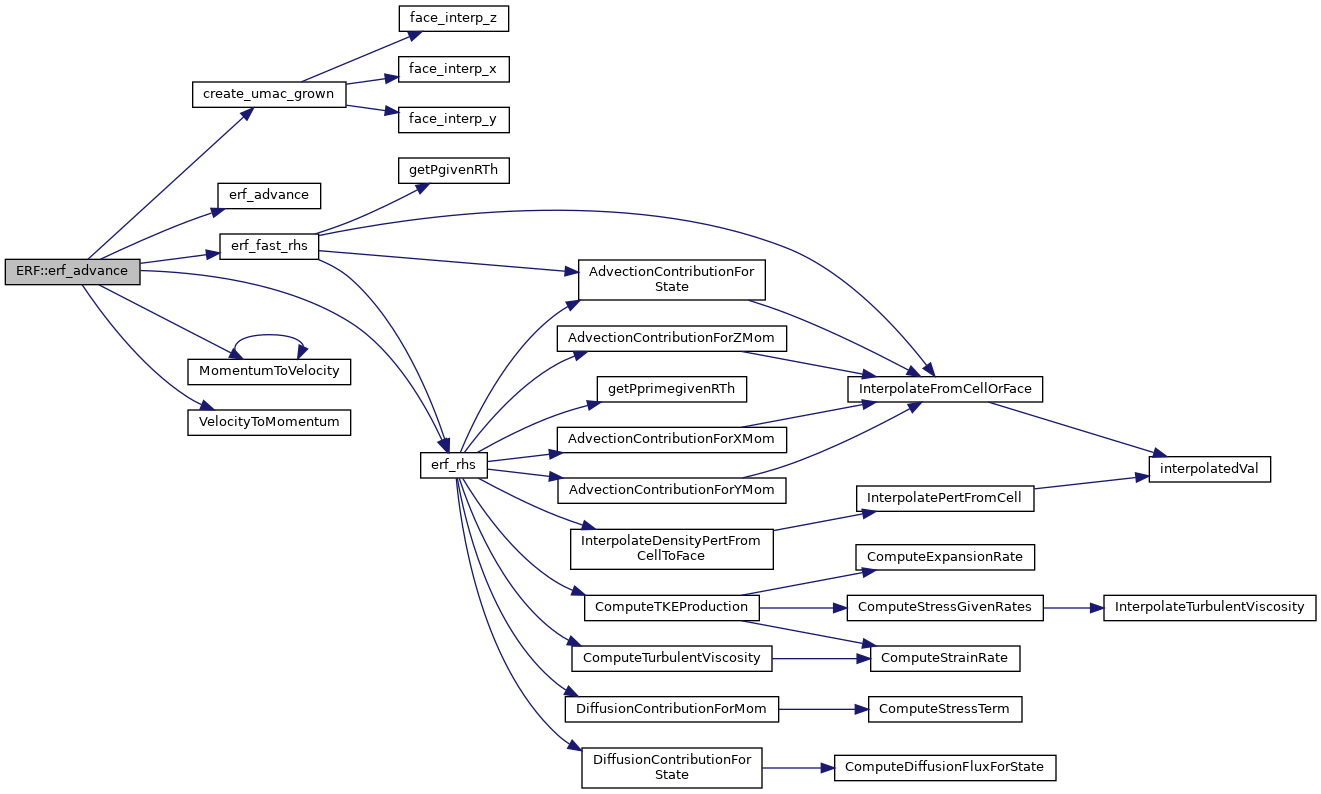 face_interp_z
face_interp_x
create_umac_grown
face_interp_y
getPgivenRTh
erf_advance
erf_fast_rhs
ERF::erf_advance
AdvectionContributionFor
State
AdvectionContributionForZMom
MomentumToVelocity
getPprimegivenRTh
InterpolateFromCellOrFace
VelocityToMomentum
AdvectionContributionForXMom
erf_rhs
interpolatedVal
AdvectionContributionForYMom
InterpolatePertFromCell
InterpolateDensityPertFrom
CellToFace
ComputeExpansionRate
ComputeTKEProduction
ComputeStressGivenRates
InterpolateTurbulentViscosity
ComputeTurbulentViscosity
ComputeStrainRate
DiffusionContributionForMom
ComputeStressTerm
DiffusionContributionFor
State
ComputeDiffusionFluxForState